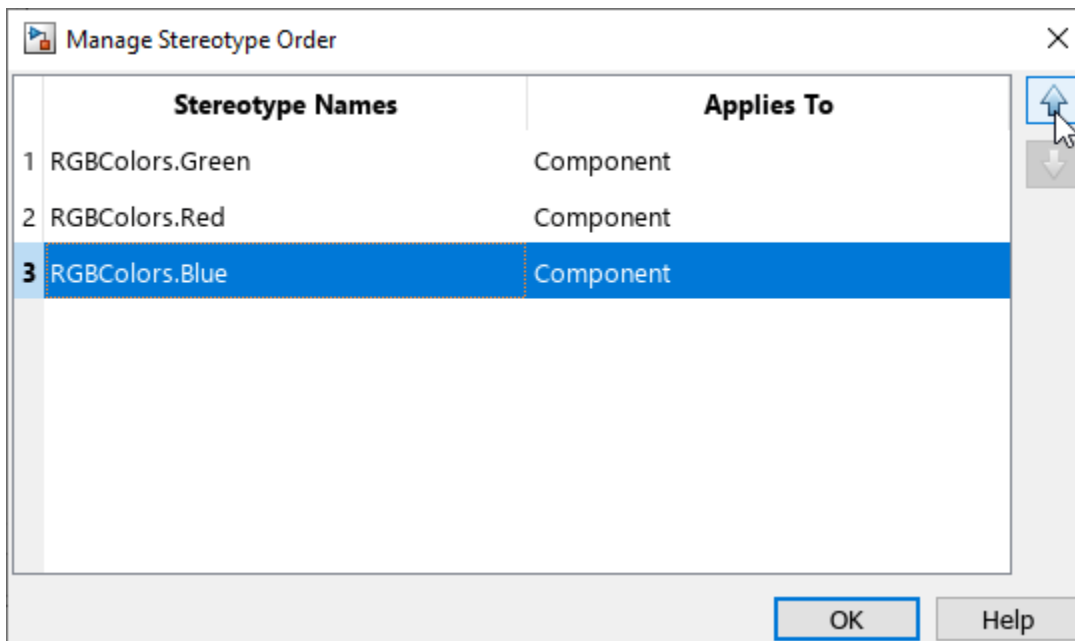 Manage Stereotype Order
Stereotype Names Applies To
1 RGBColors.Green Component
2 RGBColors.Red Component
3 RGBColors.Blue Component
OK Help